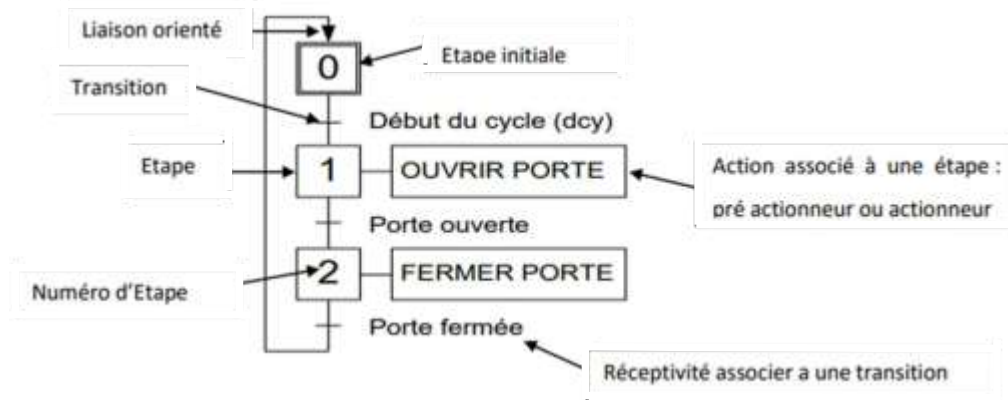 Liaison orienté
0
Etape initiale
Transition
Début du cycle (dcy)
Etape
1
OUVRIR PORTE
Action associé à une étape :
pré actionneur ou actionneur
Porte ouverte
2
FERMER PORTE
Numéro d'Etape
Porte fermée
Réceptivité associer a une transition